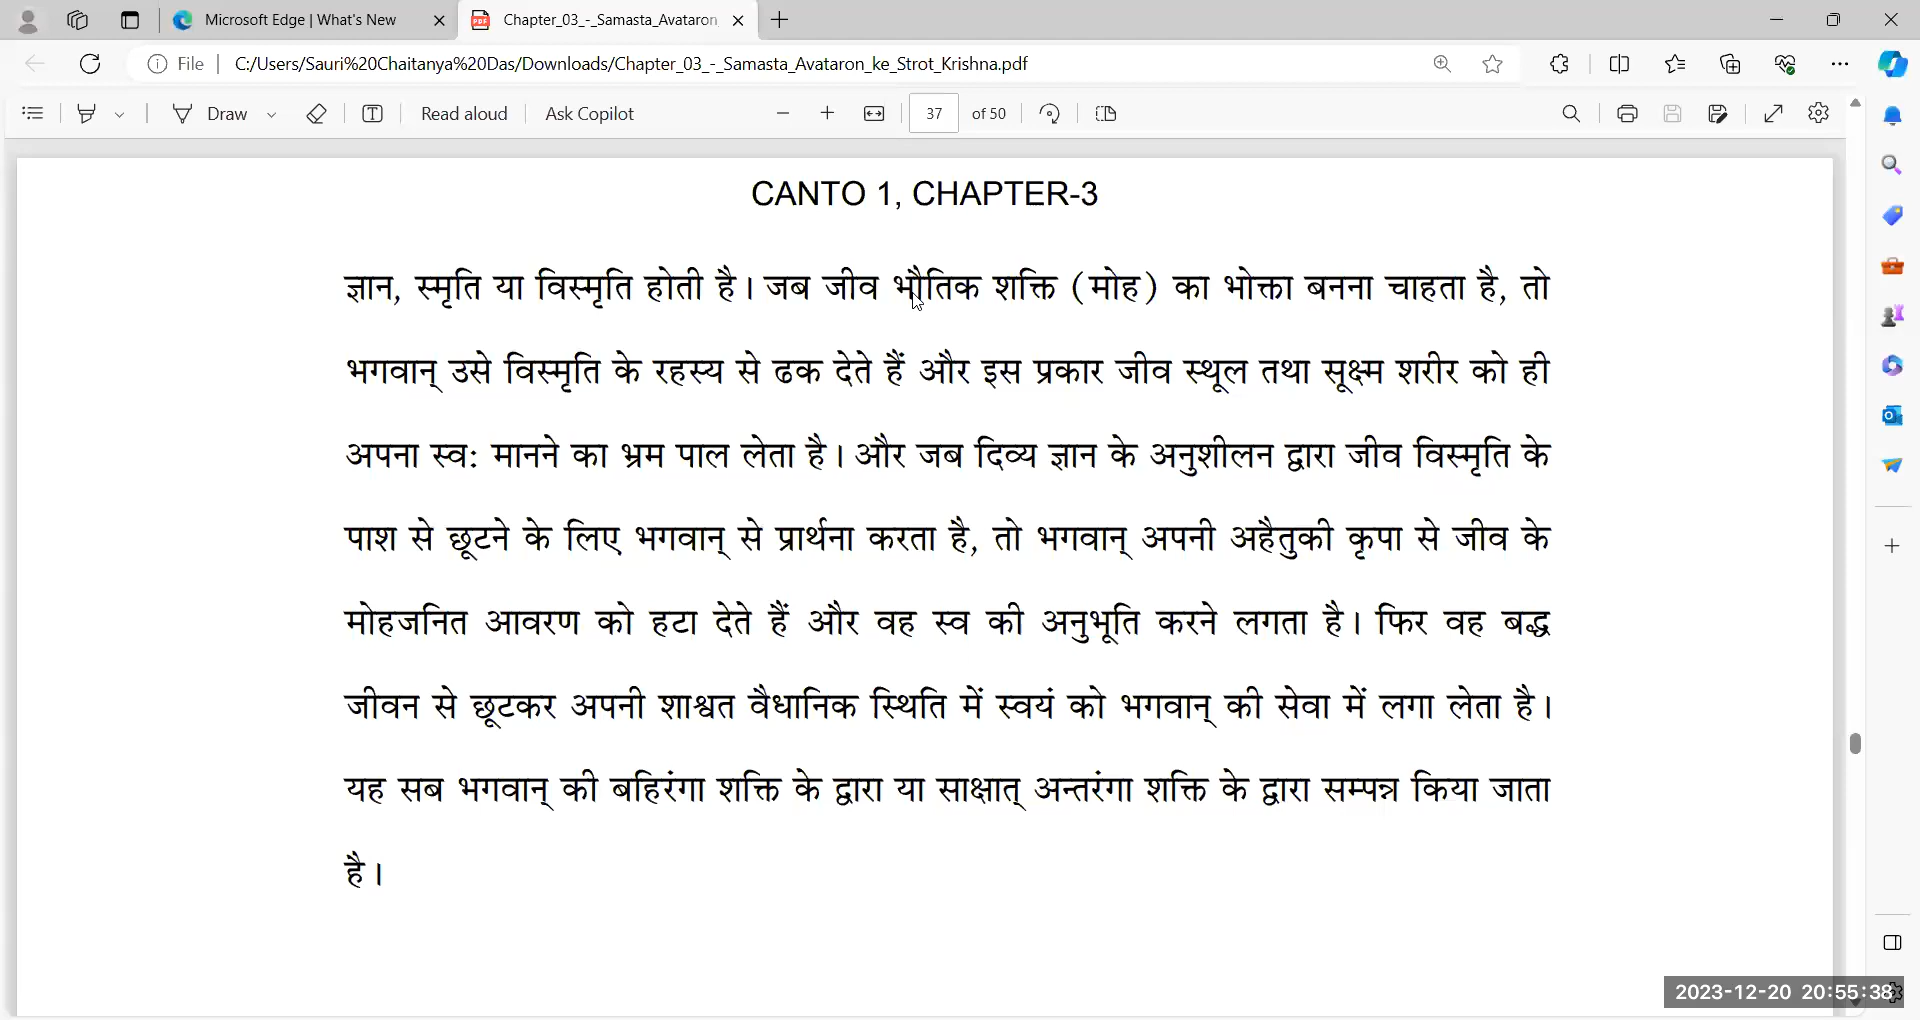 Microsoft Edge | What's New
Chapter_03_-_Samasta_Avataron
File
C:/Users/Sauri%20Chaitanya%20Das/Downloads/Chapter_03_-_Samasta_Avataron_ke_Strot_Krishna.pdf
Draw
Read aloud
Ask Copilot
37
of 50
CANTO 1, CHAPTER-3
ज्ञान, स्मृति या विस्मृति होती है। जब जीव भौतिक शक्ति (मोह) का भोक्ता बनना चाहता है, तो
भगवान् उसे विस्मृति के रहस्य से ढक देते हैं और इस प्रकार जीव स्थूल तथा सूक्ष्म शरीर को ही
अपना स्व: मानने का भ्रम पाल लेता है। और जब दिव्य ज्ञान के अनुशीलन द्वारा जीव विस्मृति के
पाश से छूटने के लिए भगवान् से प्रार्थना करता है, तो भगवान् अपनी अहैतुकी कृपा से जीव के
मोहजनित आवरण को हटा देते हैं और वह स्व की अनुभूति करने लगता है। फिर वह बद्ध
जीवन से छूटकर अपनी शाश्वत वैधानिक स्थिति में स्वयं को भगवान् की सेवा में लगा लेता है।
यह सब भगवान् की बहिरंगा शक्ति के द्वारा या साक्षात् अन्तरंगा शक्ति के द्वारा सम्पन्न किया जाता
है।
2023-12-20 20:55:38